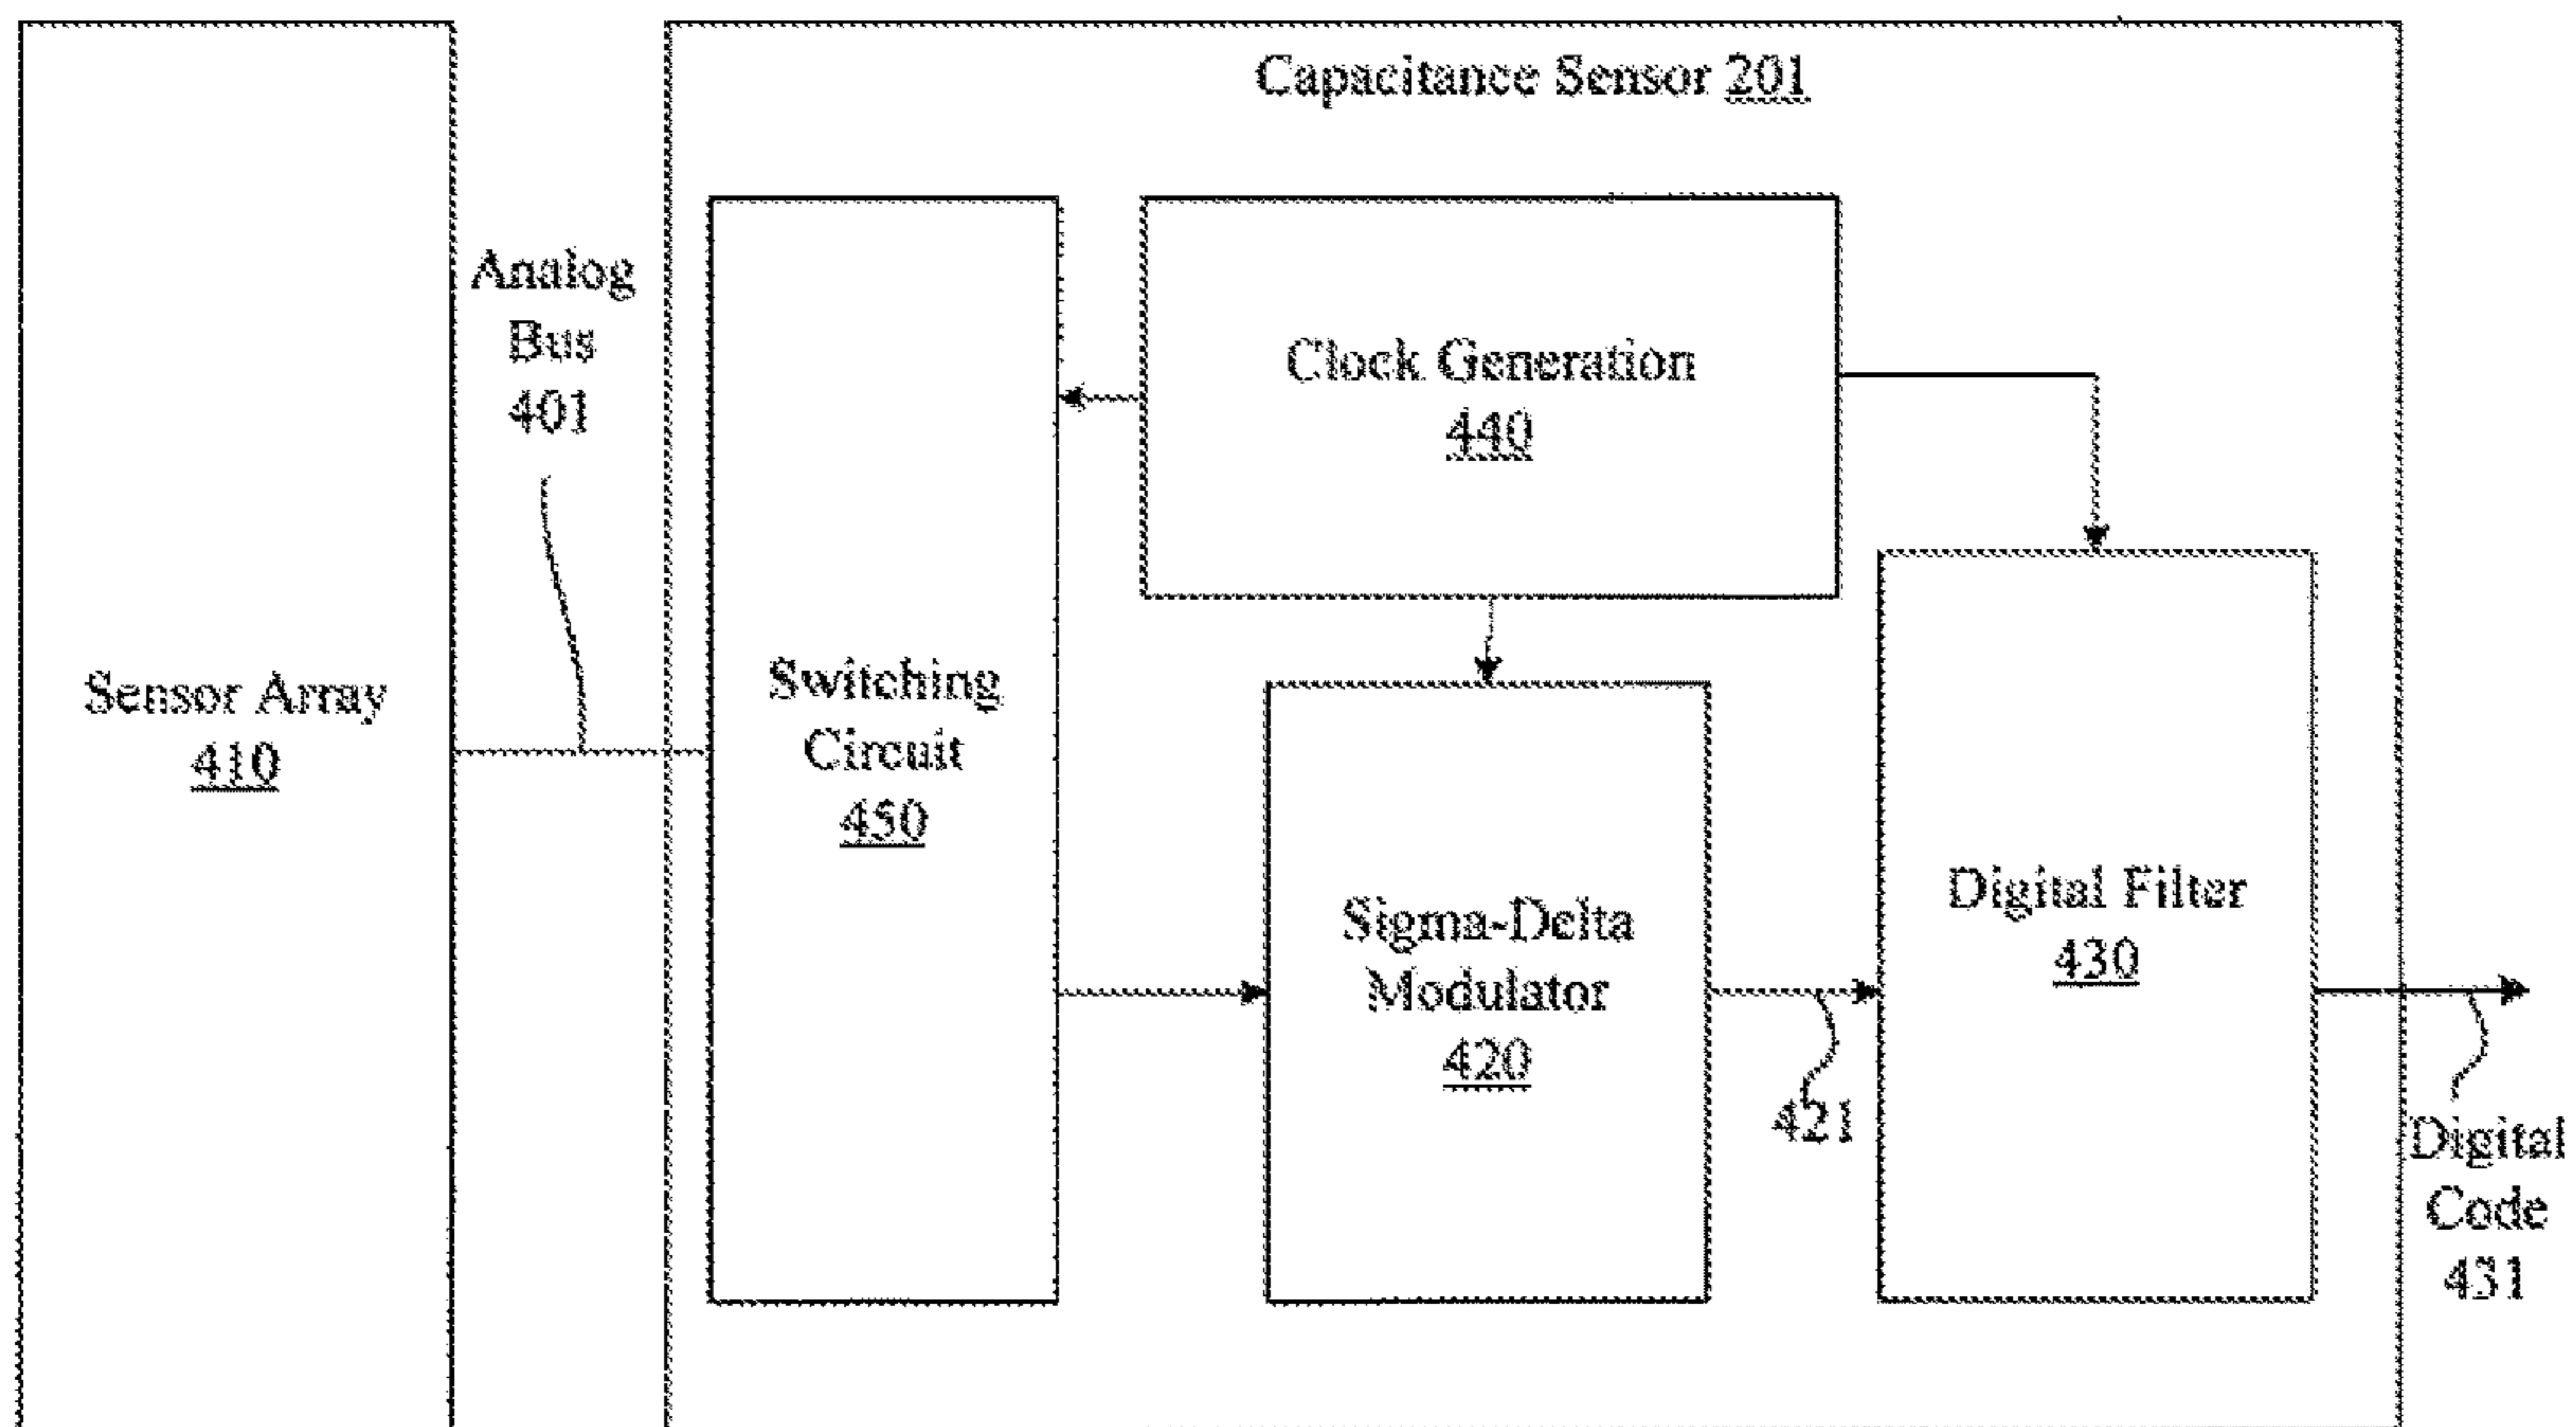 Capacitance Sensor 201
Analog
Bus
401
Clock Generation
440
Sensor Array
410
Switching
Circuit
450
Sigma-Delta
Modulator
420
Digital Filter
430
421
Digital
Code
431